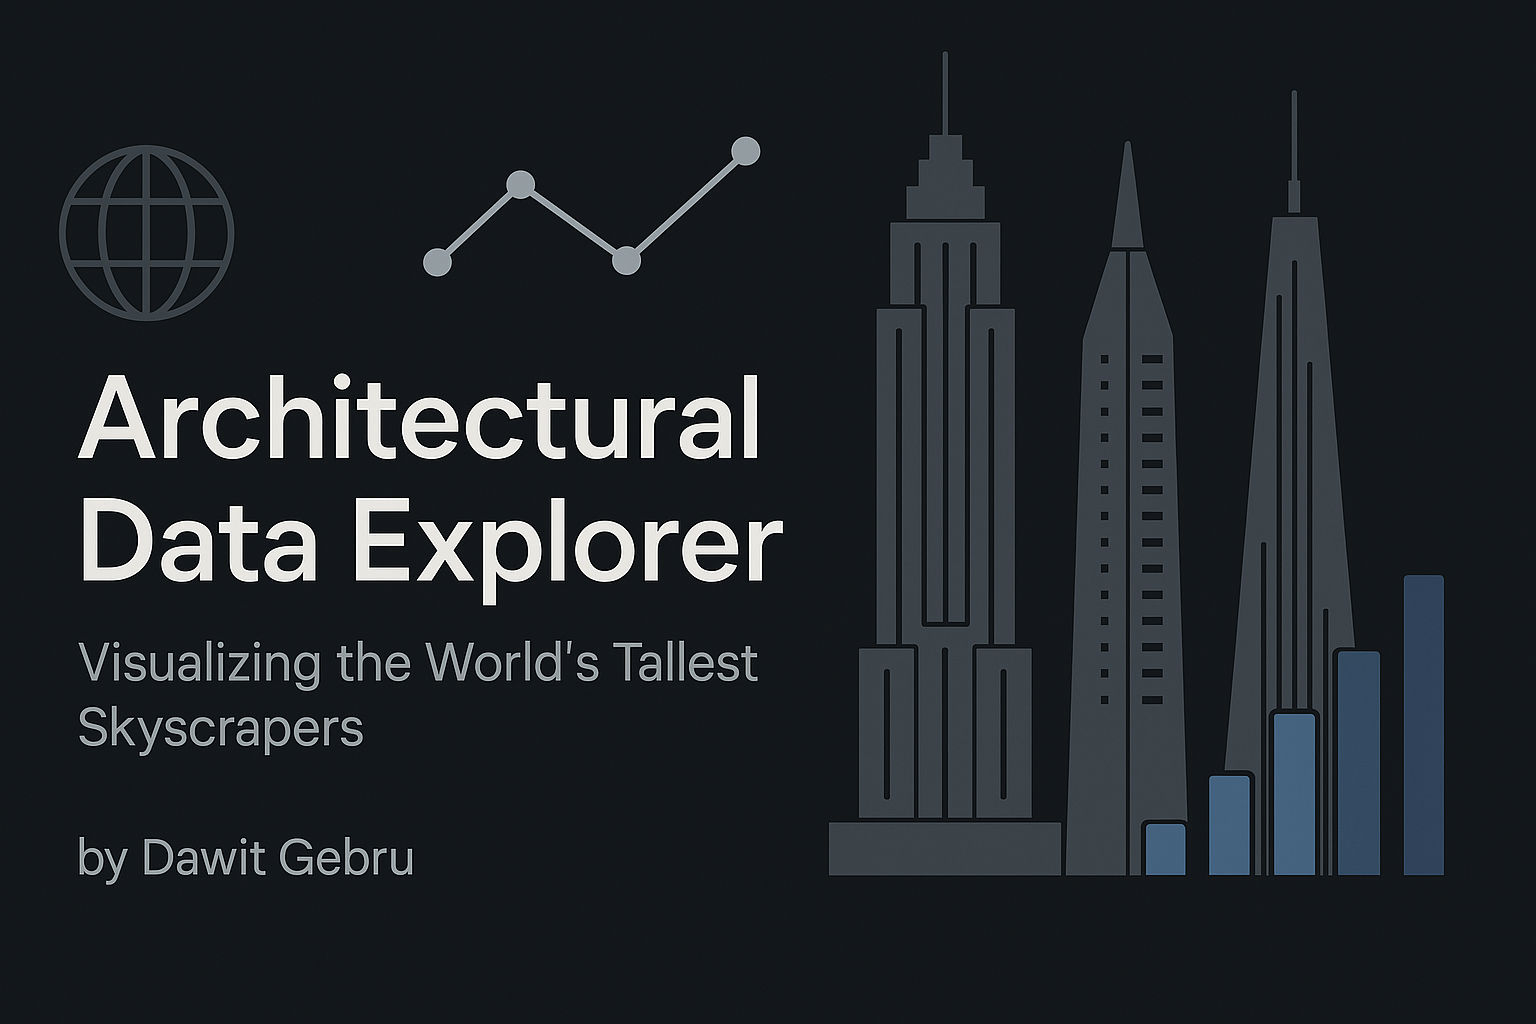 Architectural
Data Explorer
Visualizing the World's Tallest
Skyscrapers
by Dawit Gebru